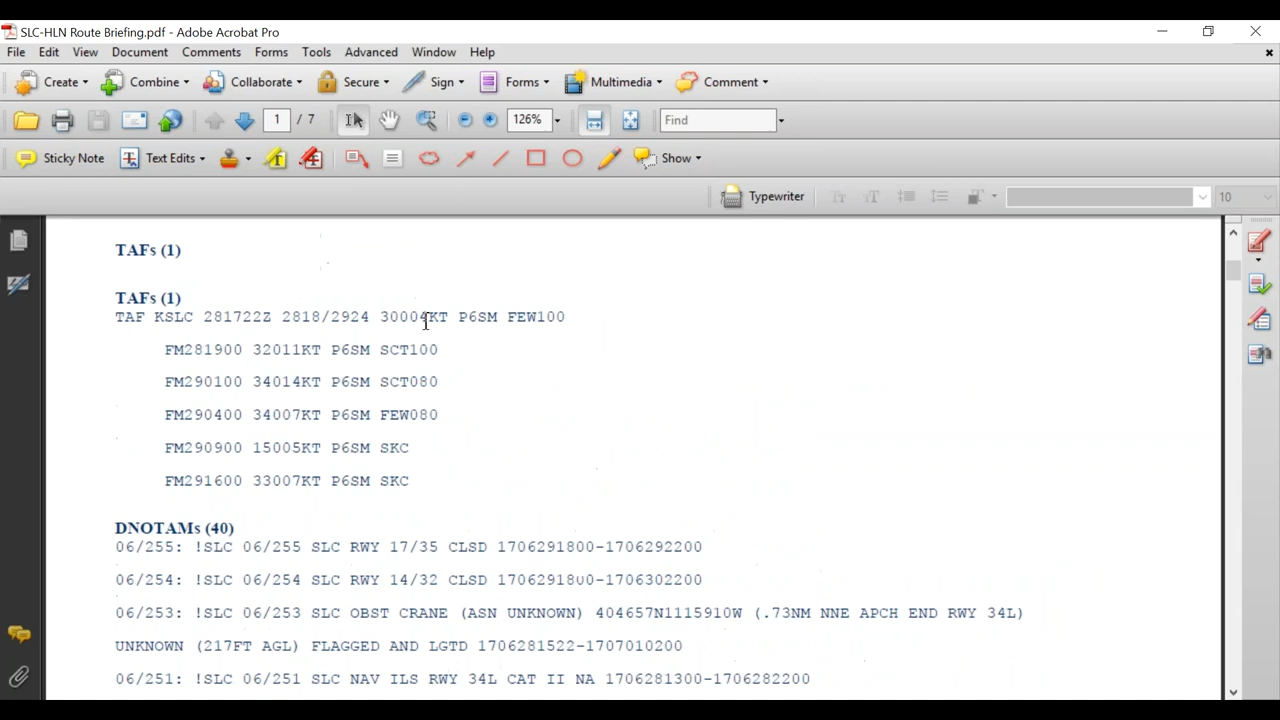 SLC-HLN Route Briefing.pdf - Adobe Acrobat Pro
File Edit View Document Comments Forms Tools Advanced Window Help
Create Combine Collaborate Secure Sign Forms Multimedia Comment
1 / 7 126% Find
Sticky Note Text Edits Show
Typewriter 10
TAFs (1)
TAFs (1)
TAF KSLC 281722Z 2818/2924 30004KT P6SM FEW100
FM281900 32011KT P6SM SCT100
FM290100 34014KT P6SM SCT080
FM290400 34007KT P6SM FEW080
FM290900 15005KT P6SM SKC
FM291600 33007KT P6SM SKC
DNOTAMs (40)
06/255: !SLC 06/255 SLC RWY 17/35 CLSD 1706291800-1706292200
06/254: !SLC 06/254 SLC RWY 14/32 CLSD 1706291800-1706302200
06/253: !SLC 06/253 SLC OBST CRANE (ASN UNKNOWN) 404657N1115910W (.73NM NNE APCH END RWY 34L)
UNKNOWN (217FT AGL) FLAGGED AND LGTD 1706281522-1707010200
06/251: !SLC 06/251 SLC NAV ILS RWY 34L CAT II NA 1706281300-1706282200